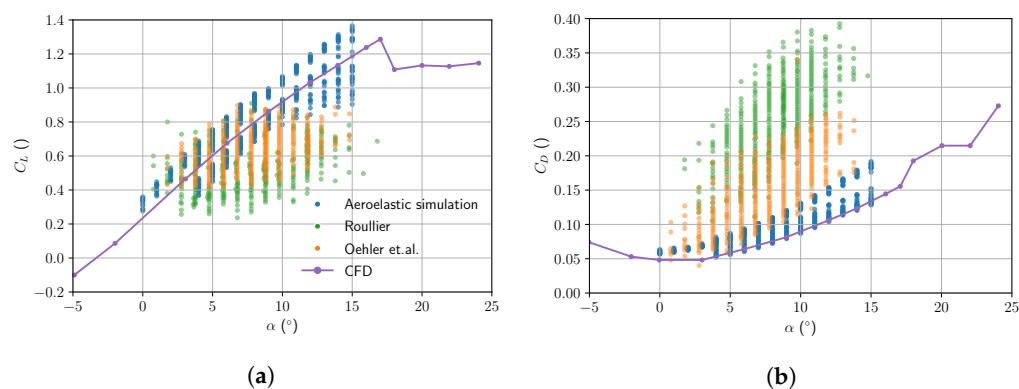 1.4
1.2
1.0
0.8
0.6
0.4
0.2
0.0
−0.2
C_L ()
−5 0 5 10 15 20 25
α (°)
Aeroelastic simulation
Roullier
Oehler et.al.
CFD
(a)
0.40
0.35
0.30
0.25
0.20
0.15
0.10
0.05
0.00
C_D ()
−5 0 5 10 15 20 25
α (°)
(b)